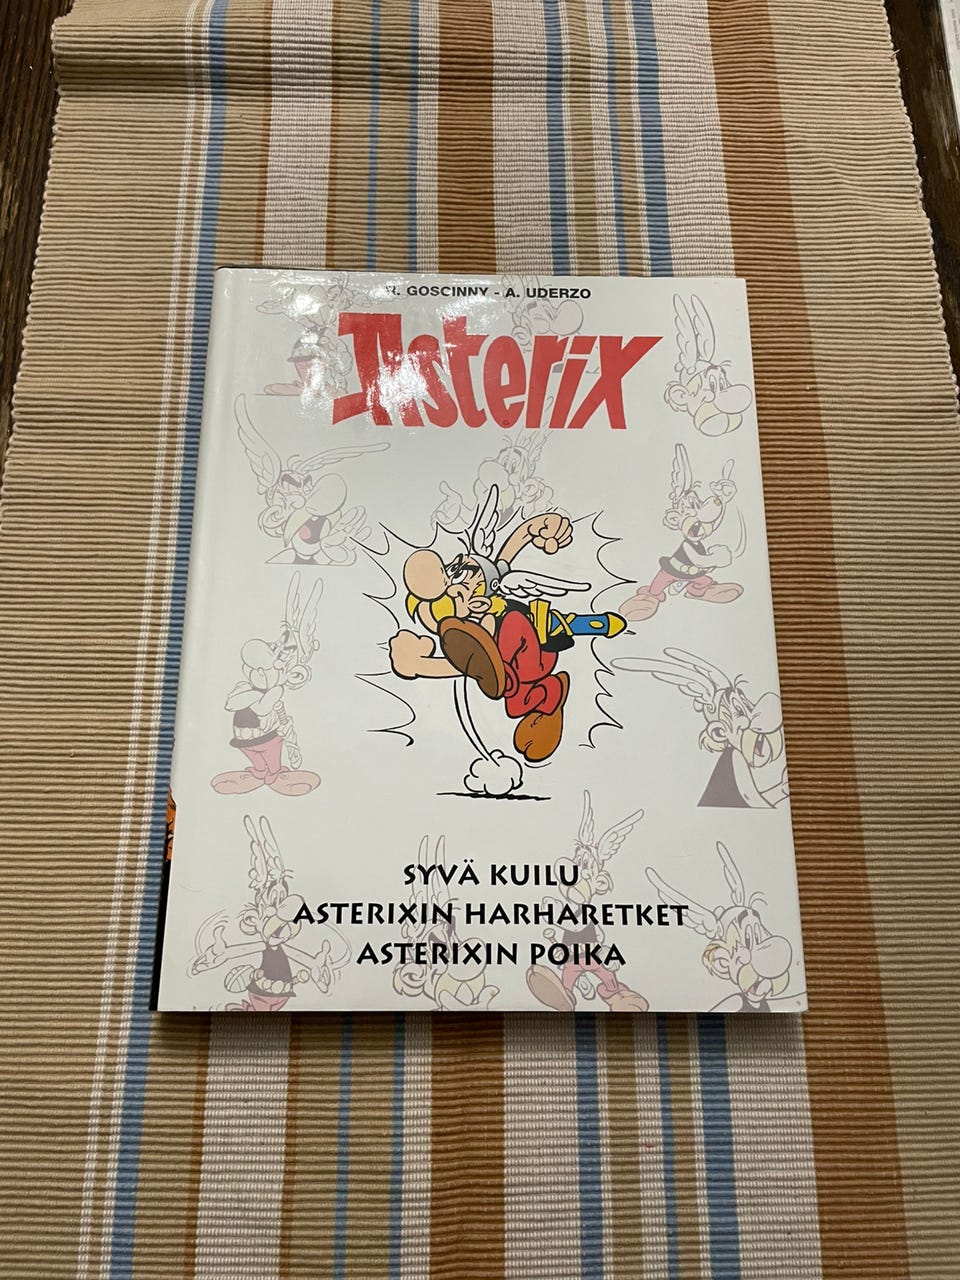 R. GOSCINNY - A. UDERZO
Asterix
SYVÄ KUILU
ASTERIXIN HARHARETKET
ASTERIXIN POIKA